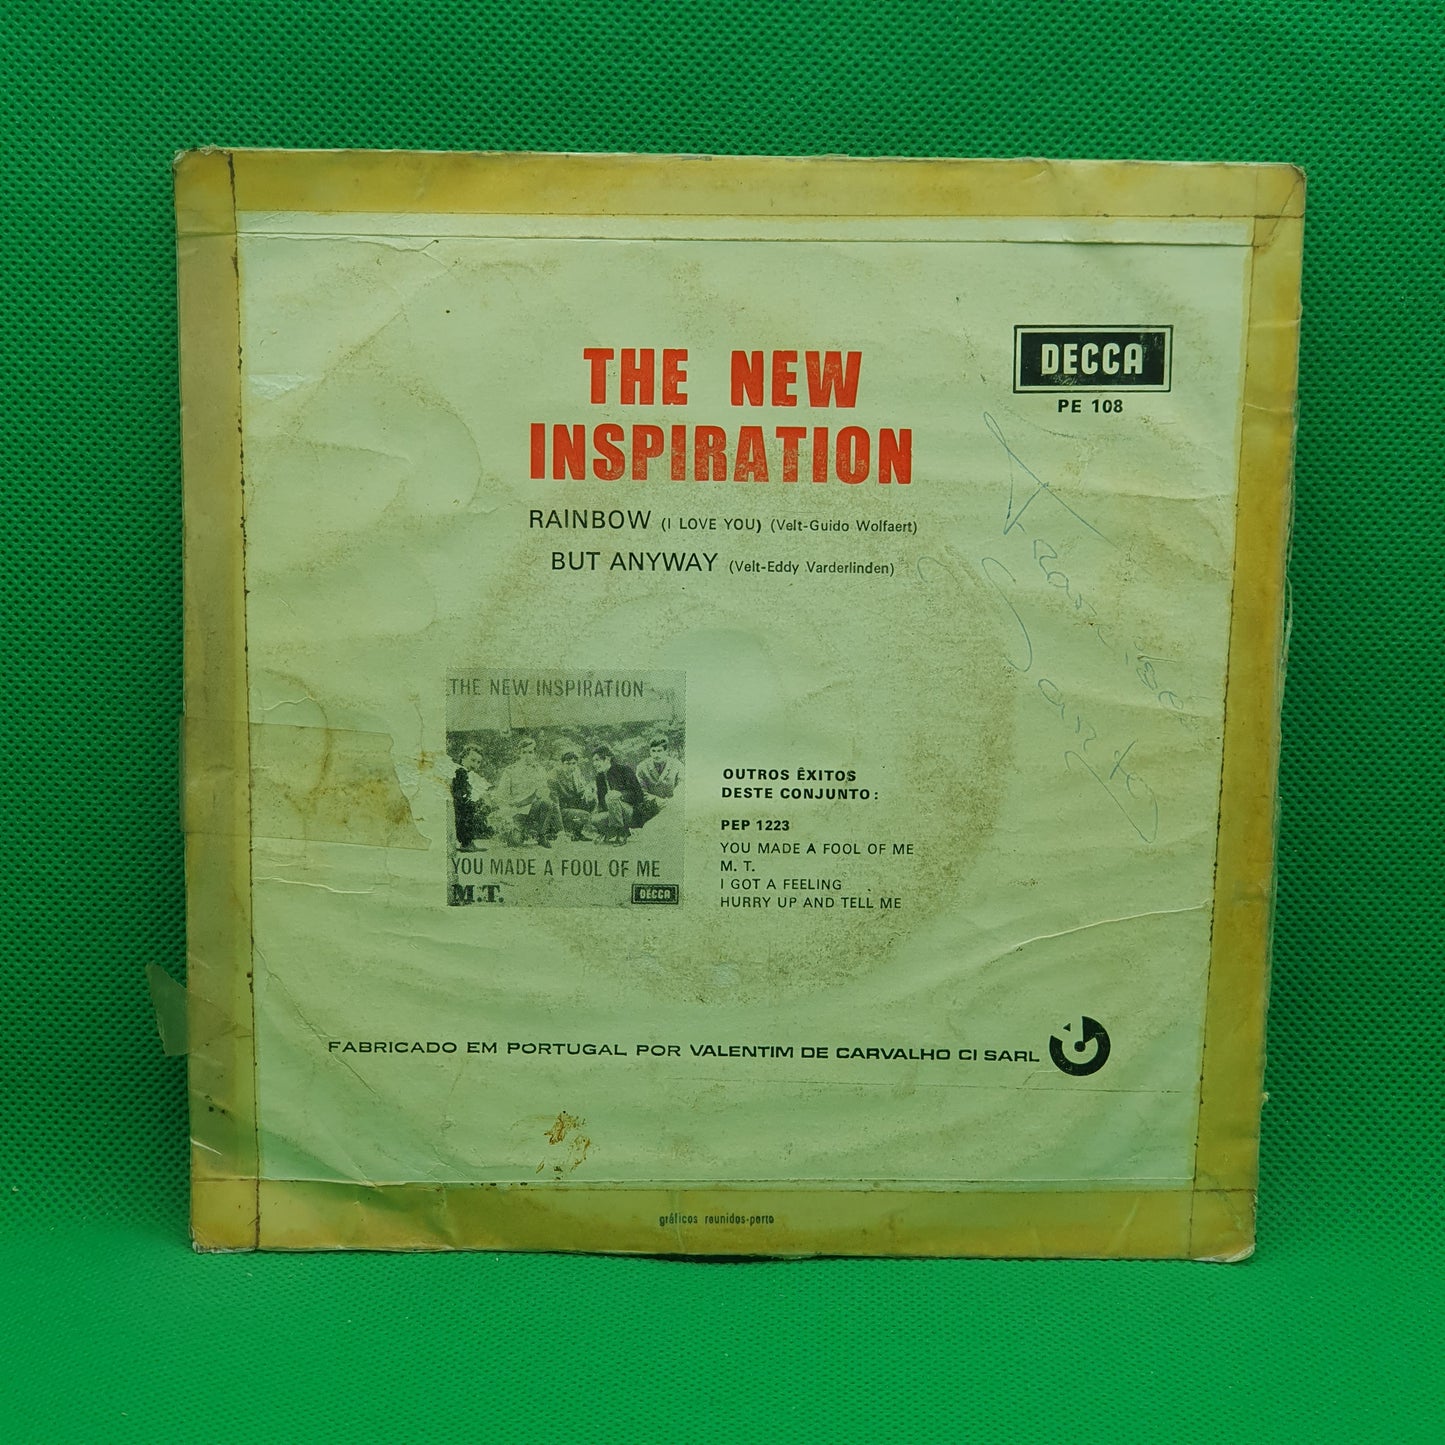 DECCA
PE 108
THE NEW
INSPIRATION
RAINBOW (I LOVE YOU) (Velt-Guido Wolfaert)
BUT ANYWAY (Velt-Eddy Varderlinden)
THE NEW INSPIRATION
YOU MADE A FOOL OF ME
M.T.
DECCA
OUTROS ÊXITOS
DESTE CONJUNTO:
PEP 1223
YOU MADE A FOOL OF ME
M. T.
I GOT A FEELING
HURRY UP AND TELL ME
FABRICADO EM PORTUGAL POR VALENTIM DE CARVALHO CI SARL
gráficos reunidos-porto